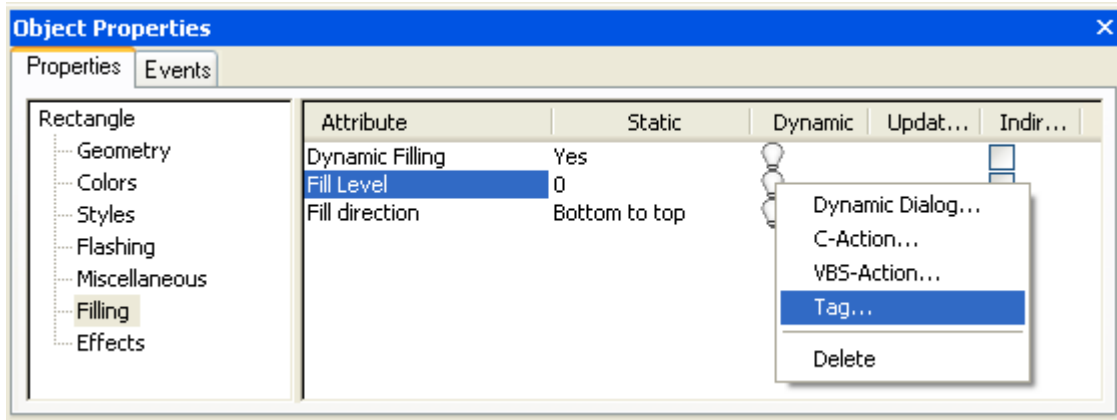 Object Properties
Properties Events
Rectangle
Attribute Static Dynamic Updat... Indir...
Geometry
Dynamic Filling Yes
Colors
Fill Level 0
Styles
Fill direction Bottom to top
Flashing
Miscellaneous
Filling
Effects
Dynamic Dialog...
C-Action...
VBS-Action...
Tag...
Delete